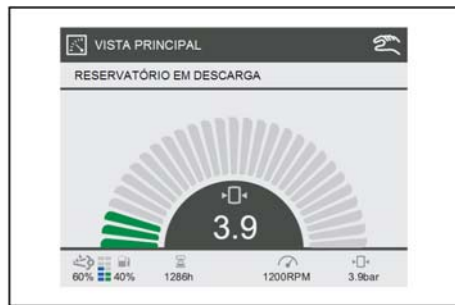 VISTA PRINCIPAL
RESERVATÓRIO EM DESCARGA
3.9
60% 40% 1286h 1200RPM 3.9bar